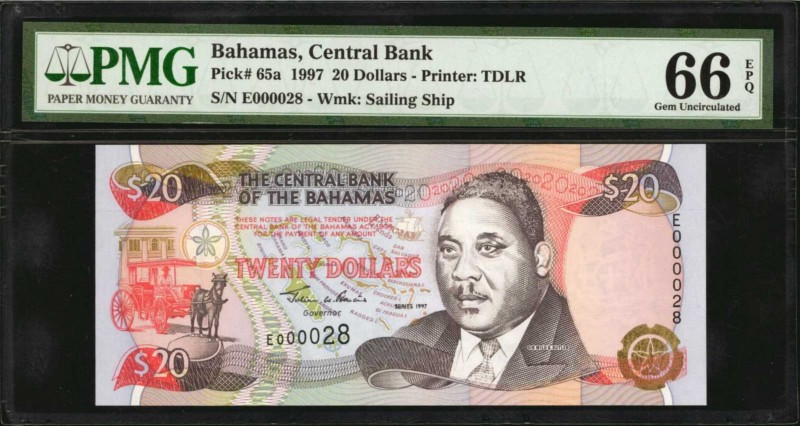 PMG
PAPER MONEY GUARANTY
Bahamas, Central Bank
Pick# 65a 1997 20 Dollars - Printer: TDLR
S/N E000028 - Wmk: Sailing Ship
66
EPQ
Gem Uncirculated
$20
$20
THE CENTRAL BANK
OF THE BAHAMAS
THESE NOTES ARE LEGAL TENDER UNDER THE
CENTRAL BANK OF THE BAHAMAS ACT
FOR THE PAYMENT OF ANY AMOUNT
TWENTY DOLLARS
SERIES 1997
Governor
E000028
E000028
$20